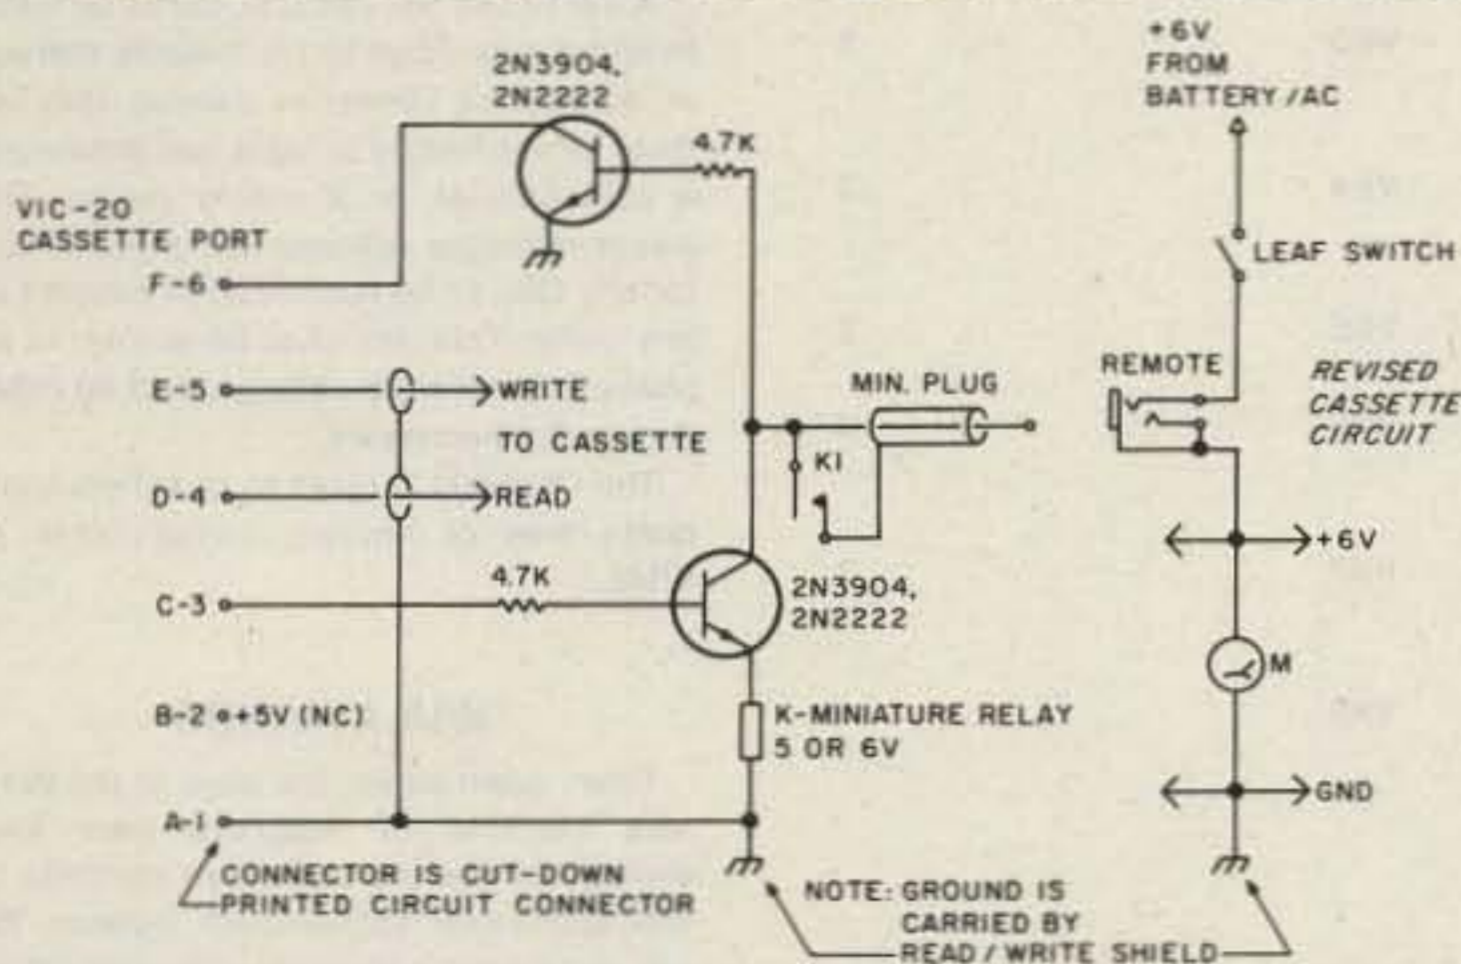 2N3904,
2N2222
4.7K
VIC-20
CASSETTE PORT
F-6
E-5
WRITE
TO CASSETTE
D-4
READ
C-3
4.7K
2N3904,
2N2222
MIN. PLUG
K1
B-2 +5V (NC)
K-MINIATURE RELAY
5 OR 6V
A-1
CONNECTOR IS CUT-DOWN
PRINTED CIRCUIT CONNECTOR
NOTE: GROUND IS
CARRIED BY
READ/WRITE SHIELD
+6V
FROM
BATTERY/AC
LEAF SWITCH
REMOTE
REVISED
CASSETTE
CIRCUIT
+6V
M
GND